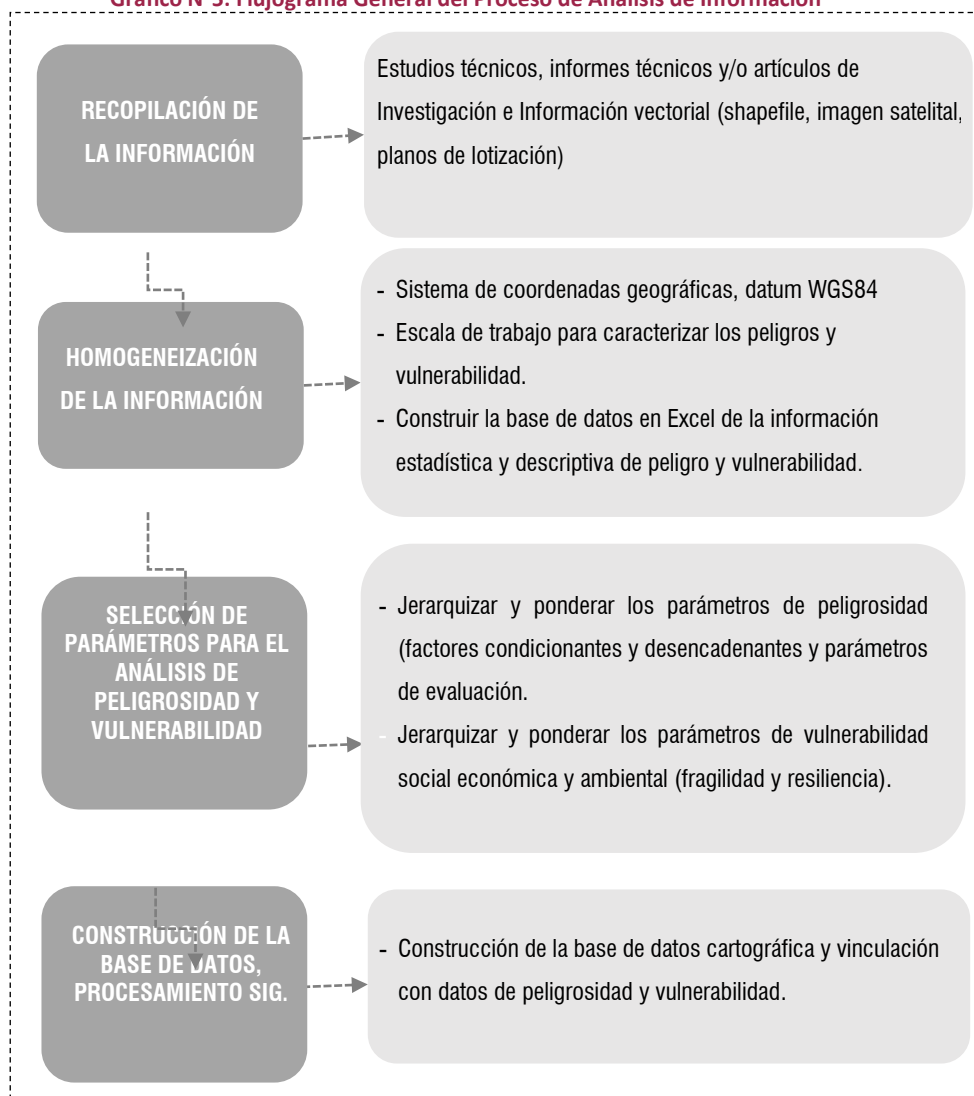 Gráfico N°5: Flujograma General del Proceso de Análisis de Información
RECOPILACIÓN DE
LA INFORMACIÓN
Estudios técnicos, informes técnicos y/o artículos de
Investigación e Información vectorial (shapefile, imagen satelital,
planos de lotización)
HOMOGENEIZACIÓN
DE LA INFORMACIÓN
- Sistema de coordenadas geográficas, datum WGS84
- Escala de trabajo para caracterizar los peligros y
vulnerabilidad.
- Construir la base de datos en Excel de la información
estadística y descriptiva de peligro y vulnerabilidad.
SELECCIÓN DE
PARÁMETROS PARA EL
ANÁLISIS DE
PELIGROSIDAD Y
VULNERABILIDAD
- Jerarquizar y ponderar los parámetros de peligrosidad
(factores condicionantes y desencadenantes y parámetros
de evaluación.
- Jerarquizar y ponderar los parámetros de vulnerabilidad
social económica y ambiental (fragilidad y resiliencia).
CONSTRUCCIÓN DE LA
BASE DE DATOS,
PROCESAMIENTO SIG.
- Construcción de la base de datos cartográfica y vinculación
con datos de peligrosidad y vulnerabilidad.